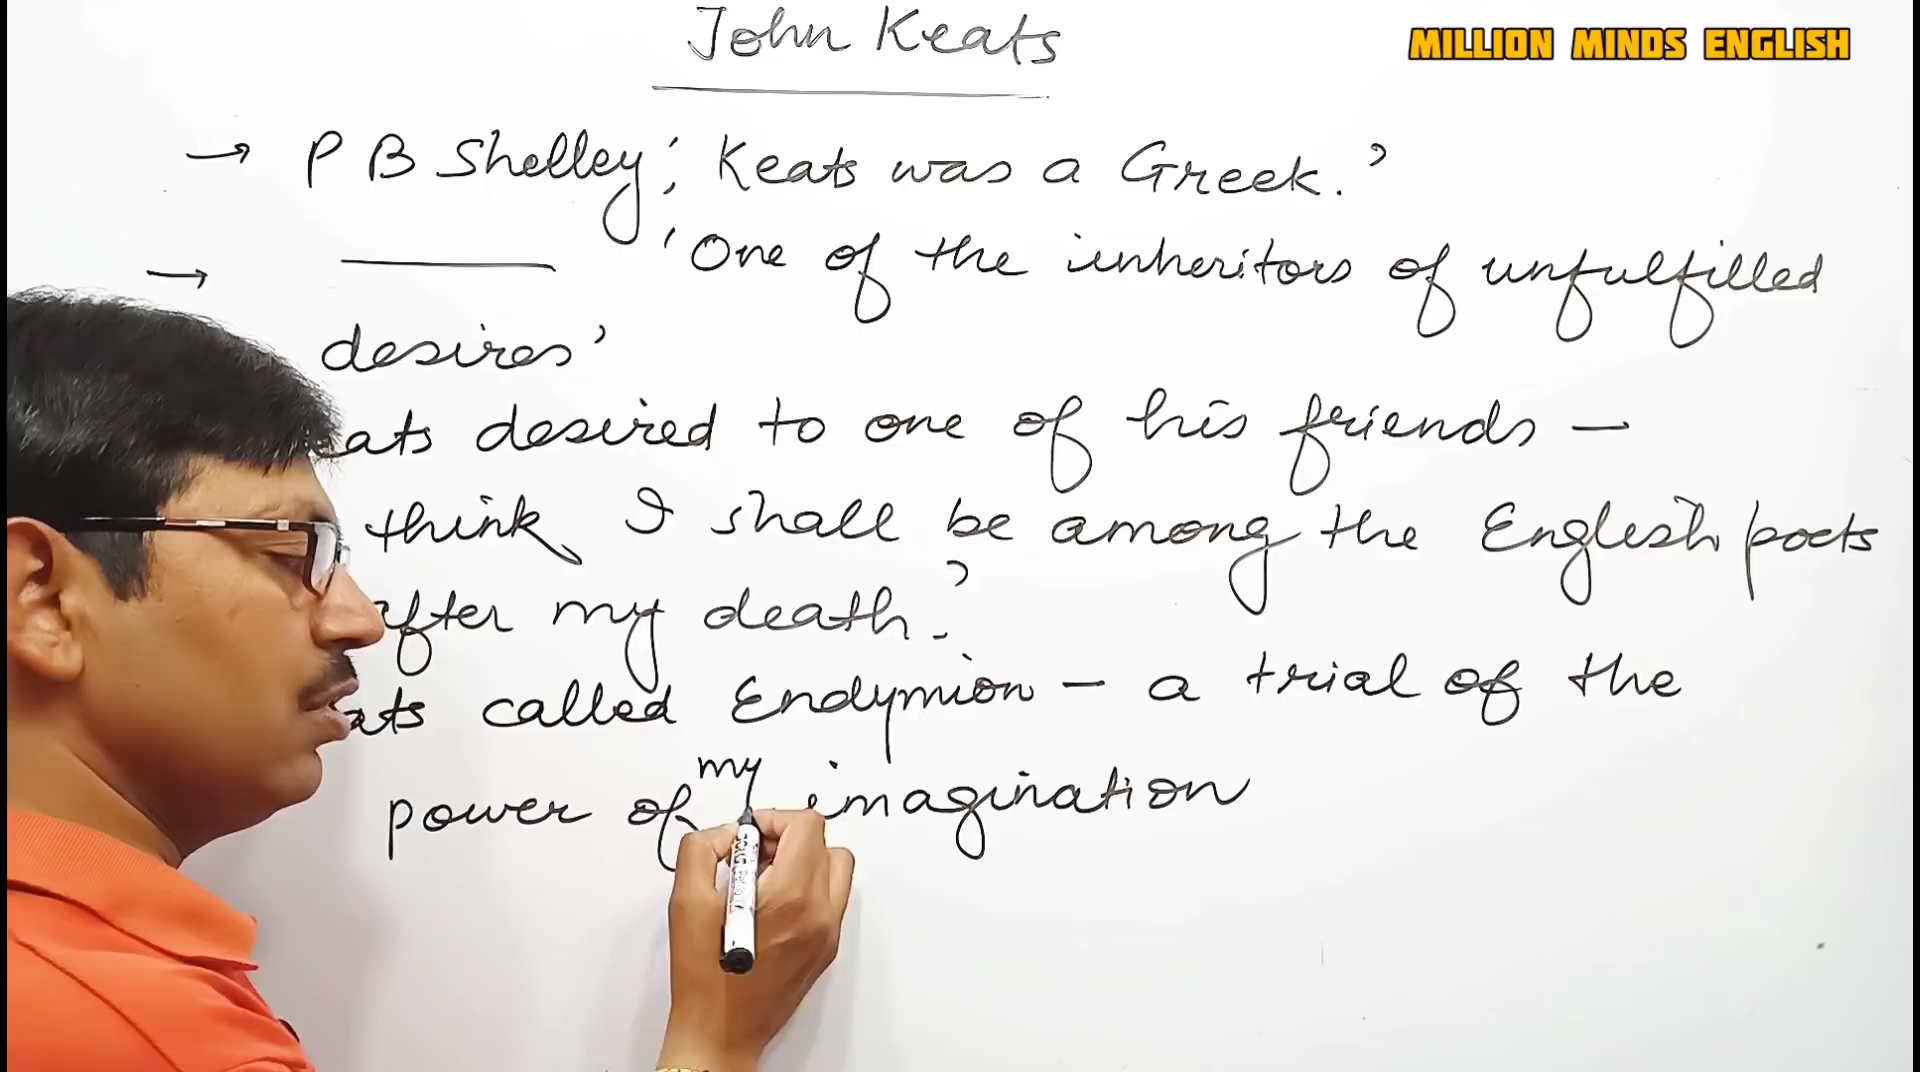 John Keats
MILLION MINDS ENGLISH
→ P B Shelley; 'Keats was a Greek.'
→ ——— 'One of the inheritors of unfulfilled
desires'
eats desired to one of his friends —
think I shall be among the English poets
after my death.'
ats called Endymion — a trial of the
power of my imagination